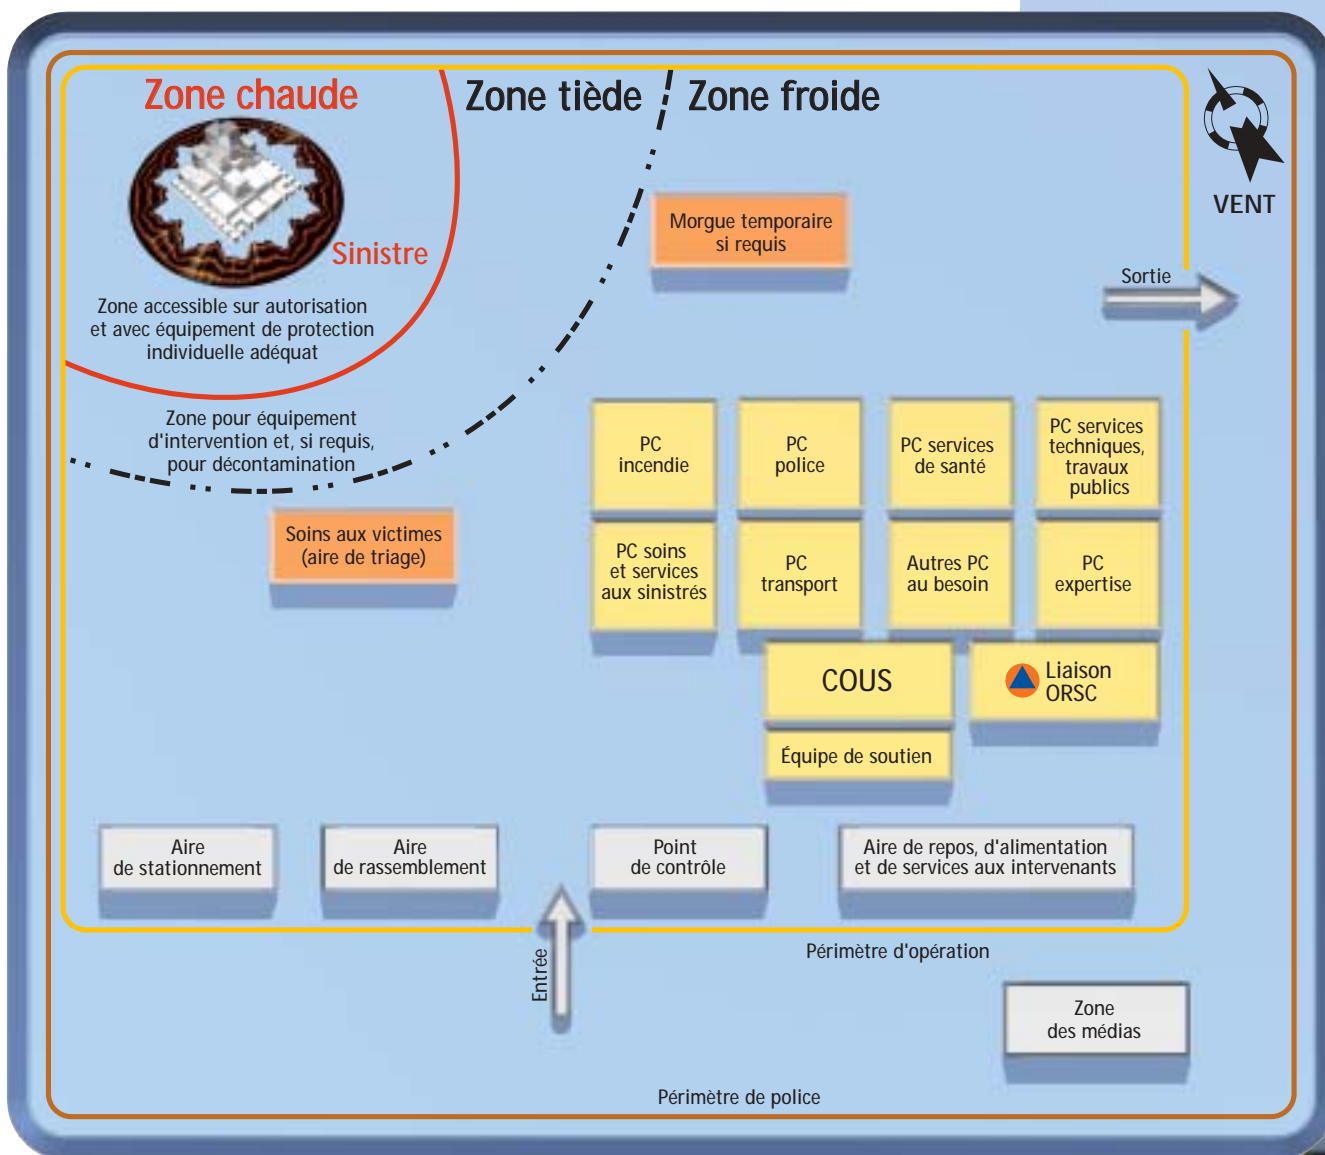 Zone chaude
Zone tiède
Zone froide
VENT
Sinistre
Zone accessible sur autorisation
et avec équipement de protection
individuelle adéquat
Zone pour équipement
d'intervention et, si requis,
pour décontamination
Morgue temporaire
si requis
Sortie
Soins aux victimes
(aire de triage)
PC
incendie
PC
police
PC services
de santé
PC services
techniques,
travaux
publics
PC soins
et services
aux sinistrés
PC
transport
Autres PC
au besoin
PC
expertise
COUS
Liaison
ORSC
Équipe de soutien
Aire
de stationnement
Aire
de rassemblement
Point
de contrôle
Aire de repos, d'alimentation
et de services aux intervenants
Entrée
Périmètre d'opération
Zone
des médias
Périmètre de police